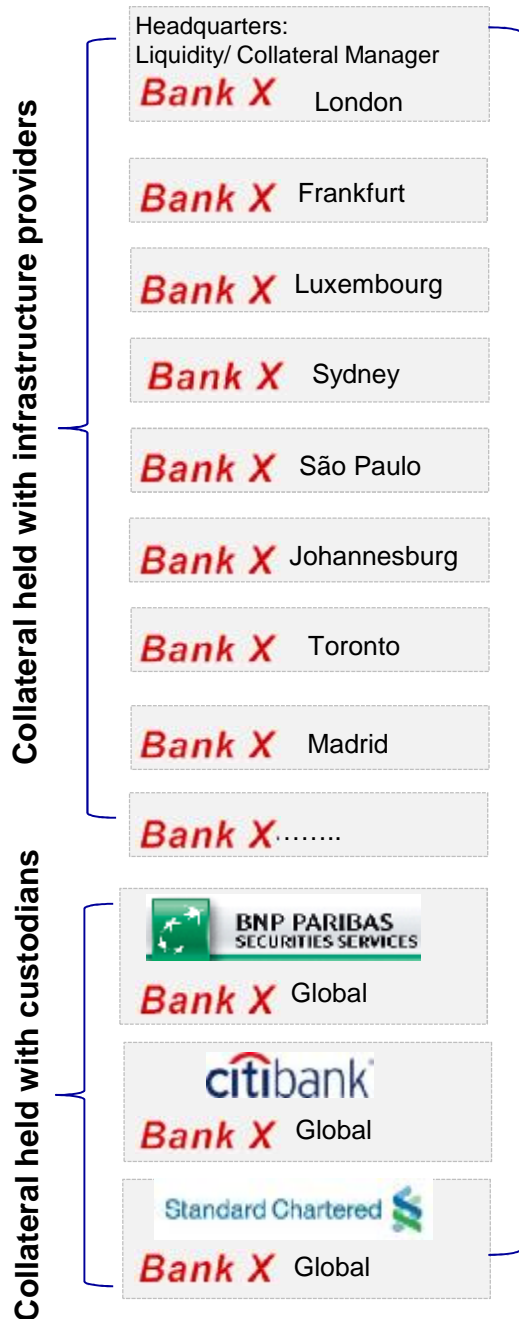 Collateral held with infrastructure providers
Headquarters:
Liquidity/ Collateral Manager
Bank X London
Bank X Frankfurt
Bank X Luxembourg
Bank X Sydney
Bank X São Paulo
Bank X Johannesburg
Bank X Toronto
Bank X Madrid
Bank X........
Collateral held with custodians
BNP PARIBAS
SECURITIES SERVICES
Bank X Global
citibank
Bank X Global
Standard Chartered
Bank X Global